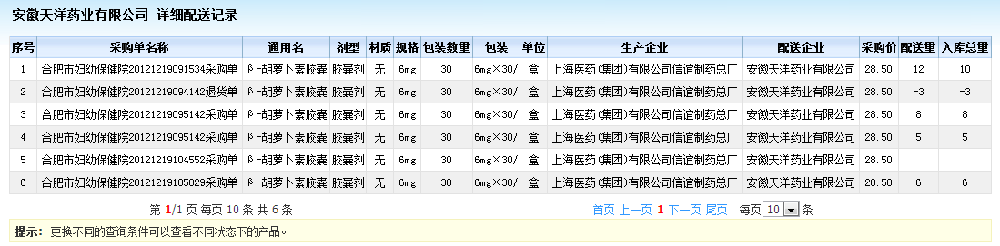 安徽天洋药业有限公司 详细配送记录
序号 采购单名称 通用名 剂型 材质 规格 包装数量 包装 单位 生产企业 配送企业 采购价 配送量 入库总量
1 合肥市妇幼保健院20121219091534采购单 β-胡萝卜素胶囊 胶囊剂 无 6mg 30 6mg×30/ 盒 上海医药(集团)有限公司信谊制药总厂 安徽天洋药业有限公司 28.50 12 10
2 合肥市妇幼保健院20121219094142退货单 β-胡萝卜素胶囊 胶囊剂 无 6mg 30 6mg×30/ 盒 上海医药(集团)有限公司信谊制药总厂 安徽天洋药业有限公司 28.50 -3 -3
3 合肥市妇幼保健院20121219095142采购单 β-胡萝卜素胶囊 胶囊剂 无 6mg 30 6mg×30/ 盒 上海医药(集团)有限公司信谊制药总厂 安徽天洋药业有限公司 28.50 8 8
4 合肥市妇幼保健院20121219095142采购单 β-胡萝卜素胶囊 胶囊剂 无 6mg 30 6mg×30/ 盒 上海医药(集团)有限公司信谊制药总厂 安徽天洋药业有限公司 28.50 5 5
5 合肥市妇幼保健院20121219104552采购单 β-胡萝卜素胶囊 胶囊剂 无 6mg 30 6mg×30/ 盒 上海医药(集团)有限公司信谊制药总厂 安徽天洋药业有限公司 28.50
6 合肥市妇幼保健院20121219105829采购单 β-胡萝卜素胶囊 胶囊剂 无 6mg 30 6mg×30/ 盒 上海医药(集团)有限公司信谊制药总厂 安徽天洋药业有限公司 28.50 6 6
第 1/1 页 每页 10 条 共 6 条 首页 上一页 1 下一页 尾页 每页 10 条
提示：更换不同的查询条件可以查看不同状态下的产品。